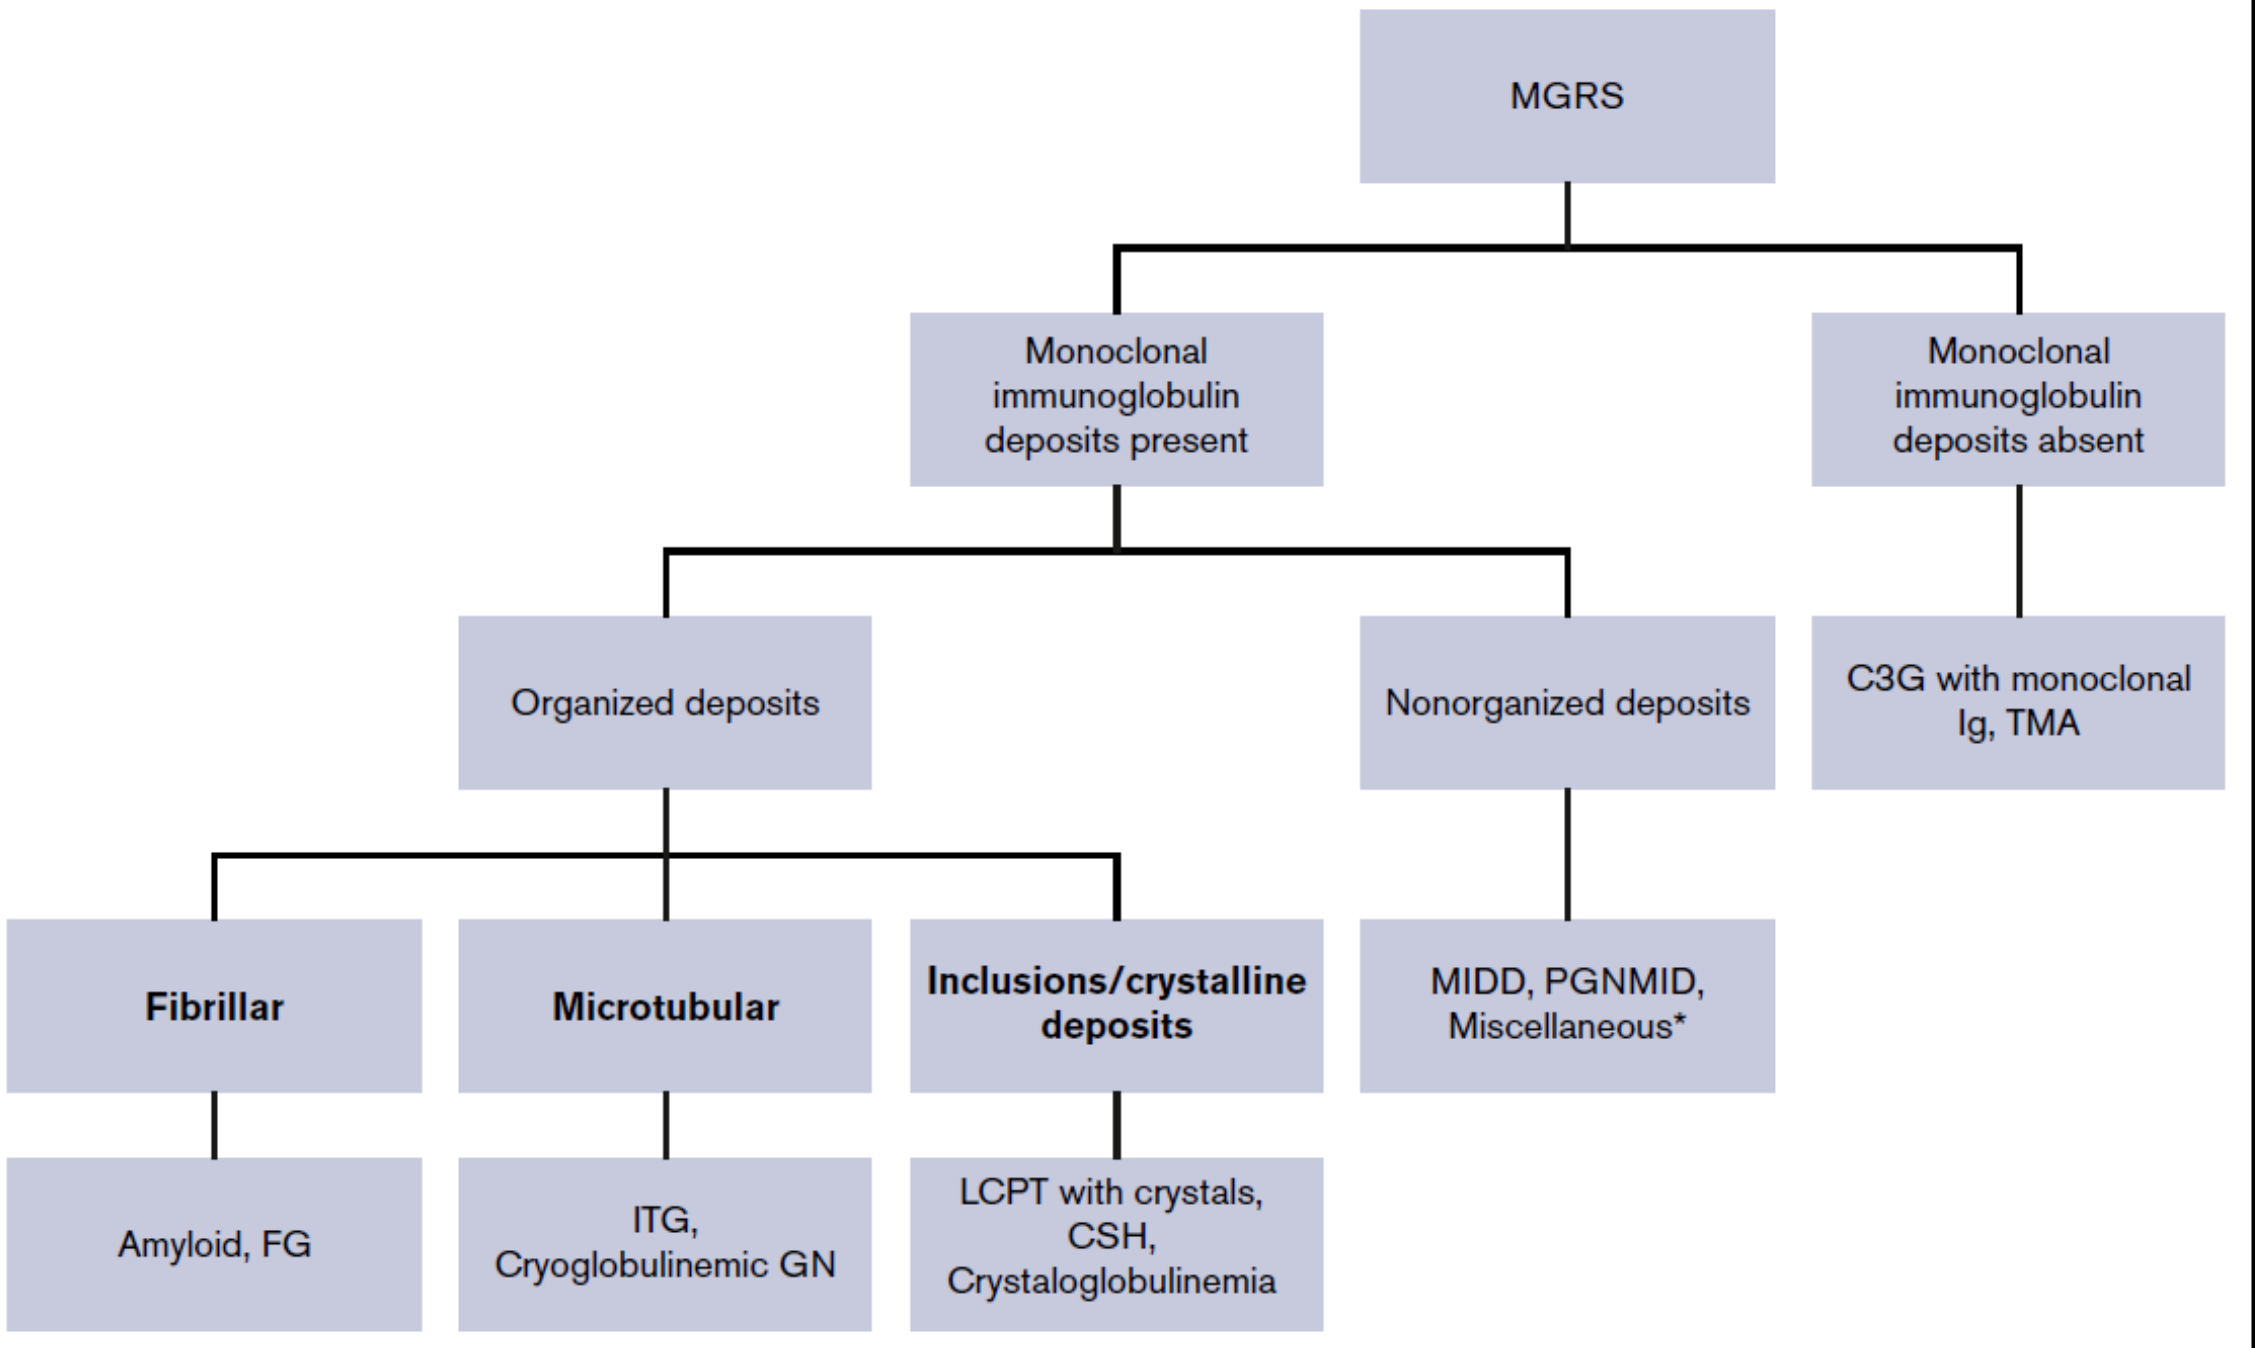 MGRS
Monoclonal
immunoglobulin
deposits present
Monoclonal
immunoglobulin
deposits absent
Organized deposits
Nonorganized deposits
C3G with monoclonal
Ig, TMA
Fibrillar
Microtubular
Inclusions/crystalline
deposits
MIDD, PGNMID,
Miscellaneous*
Amyloid, FG
ITG,
Cryoglobulinemic GN
LCPT with crystals,
CSH,
Crystaloglobulinemia